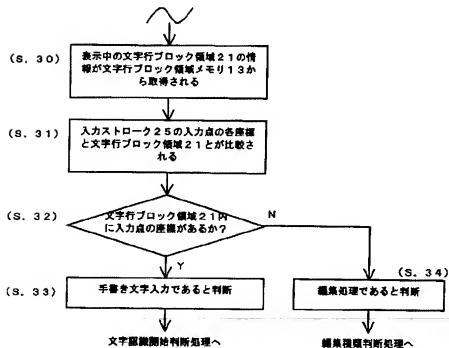 (S.30)
表示中の文字行ブロック領域21の情
報が文字行ブロック領域メモリ13か
ら取得される
(S.31)
入力ストローク25の入力点の各座標
と文字行ブロック領域21とが比較さ
れる
(S.32)
文字行ブロック領域21内
に入力点の座標があるか?
N
Y
(S.33)
手書き文字入力であると判断
(S.34)
編集処理であると判断
文字認識開始判断処理へ
編集種類判断処理へ